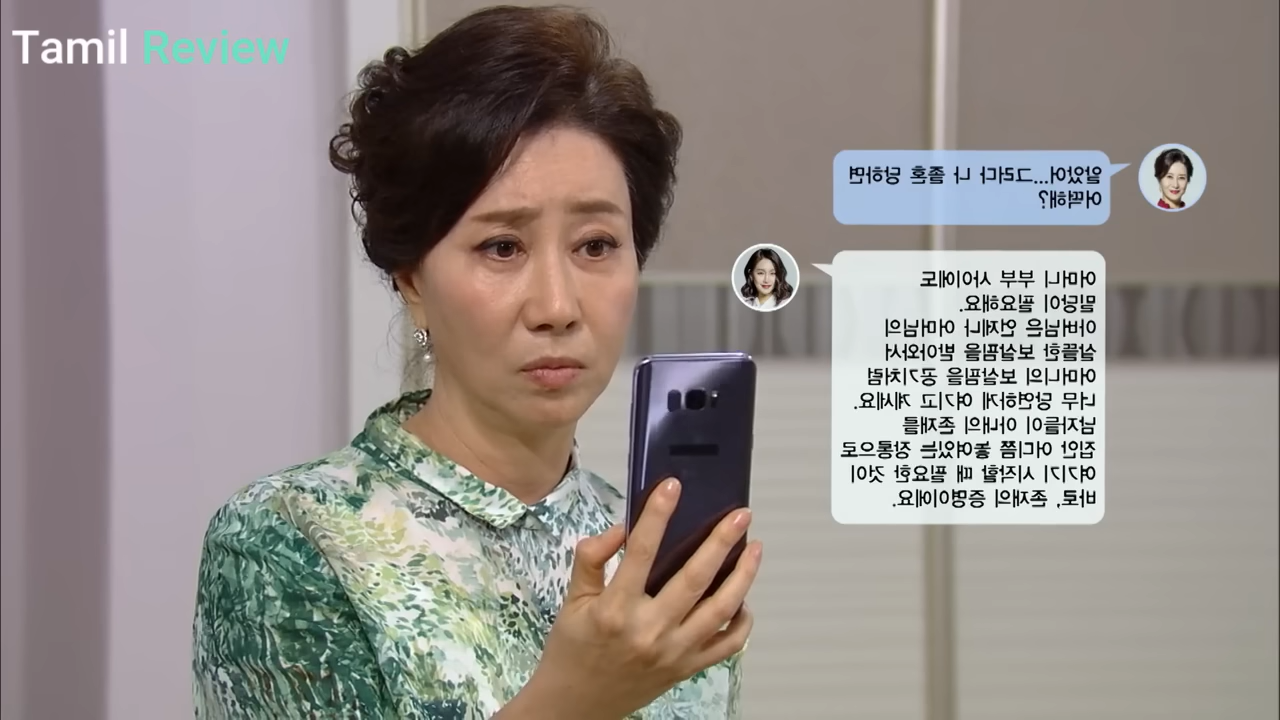 Tamil Review
알았어...그러다 나 졸혼 당하면
어떡해?
어머니 부부 사이에도
밀당이 필요해요.
아버님은 언제나 어머님의
살뜰한 보살핌을 받아와서
어머니의 보살핌을 공기처럼
너무 당연하게 여기고 계세요.
남자들이 아내의 존재를
집안 어디쯤 놓여있는 장롱으로
여기기 시작할 때 필요한 것이
바로, 존재의 증명이에요.